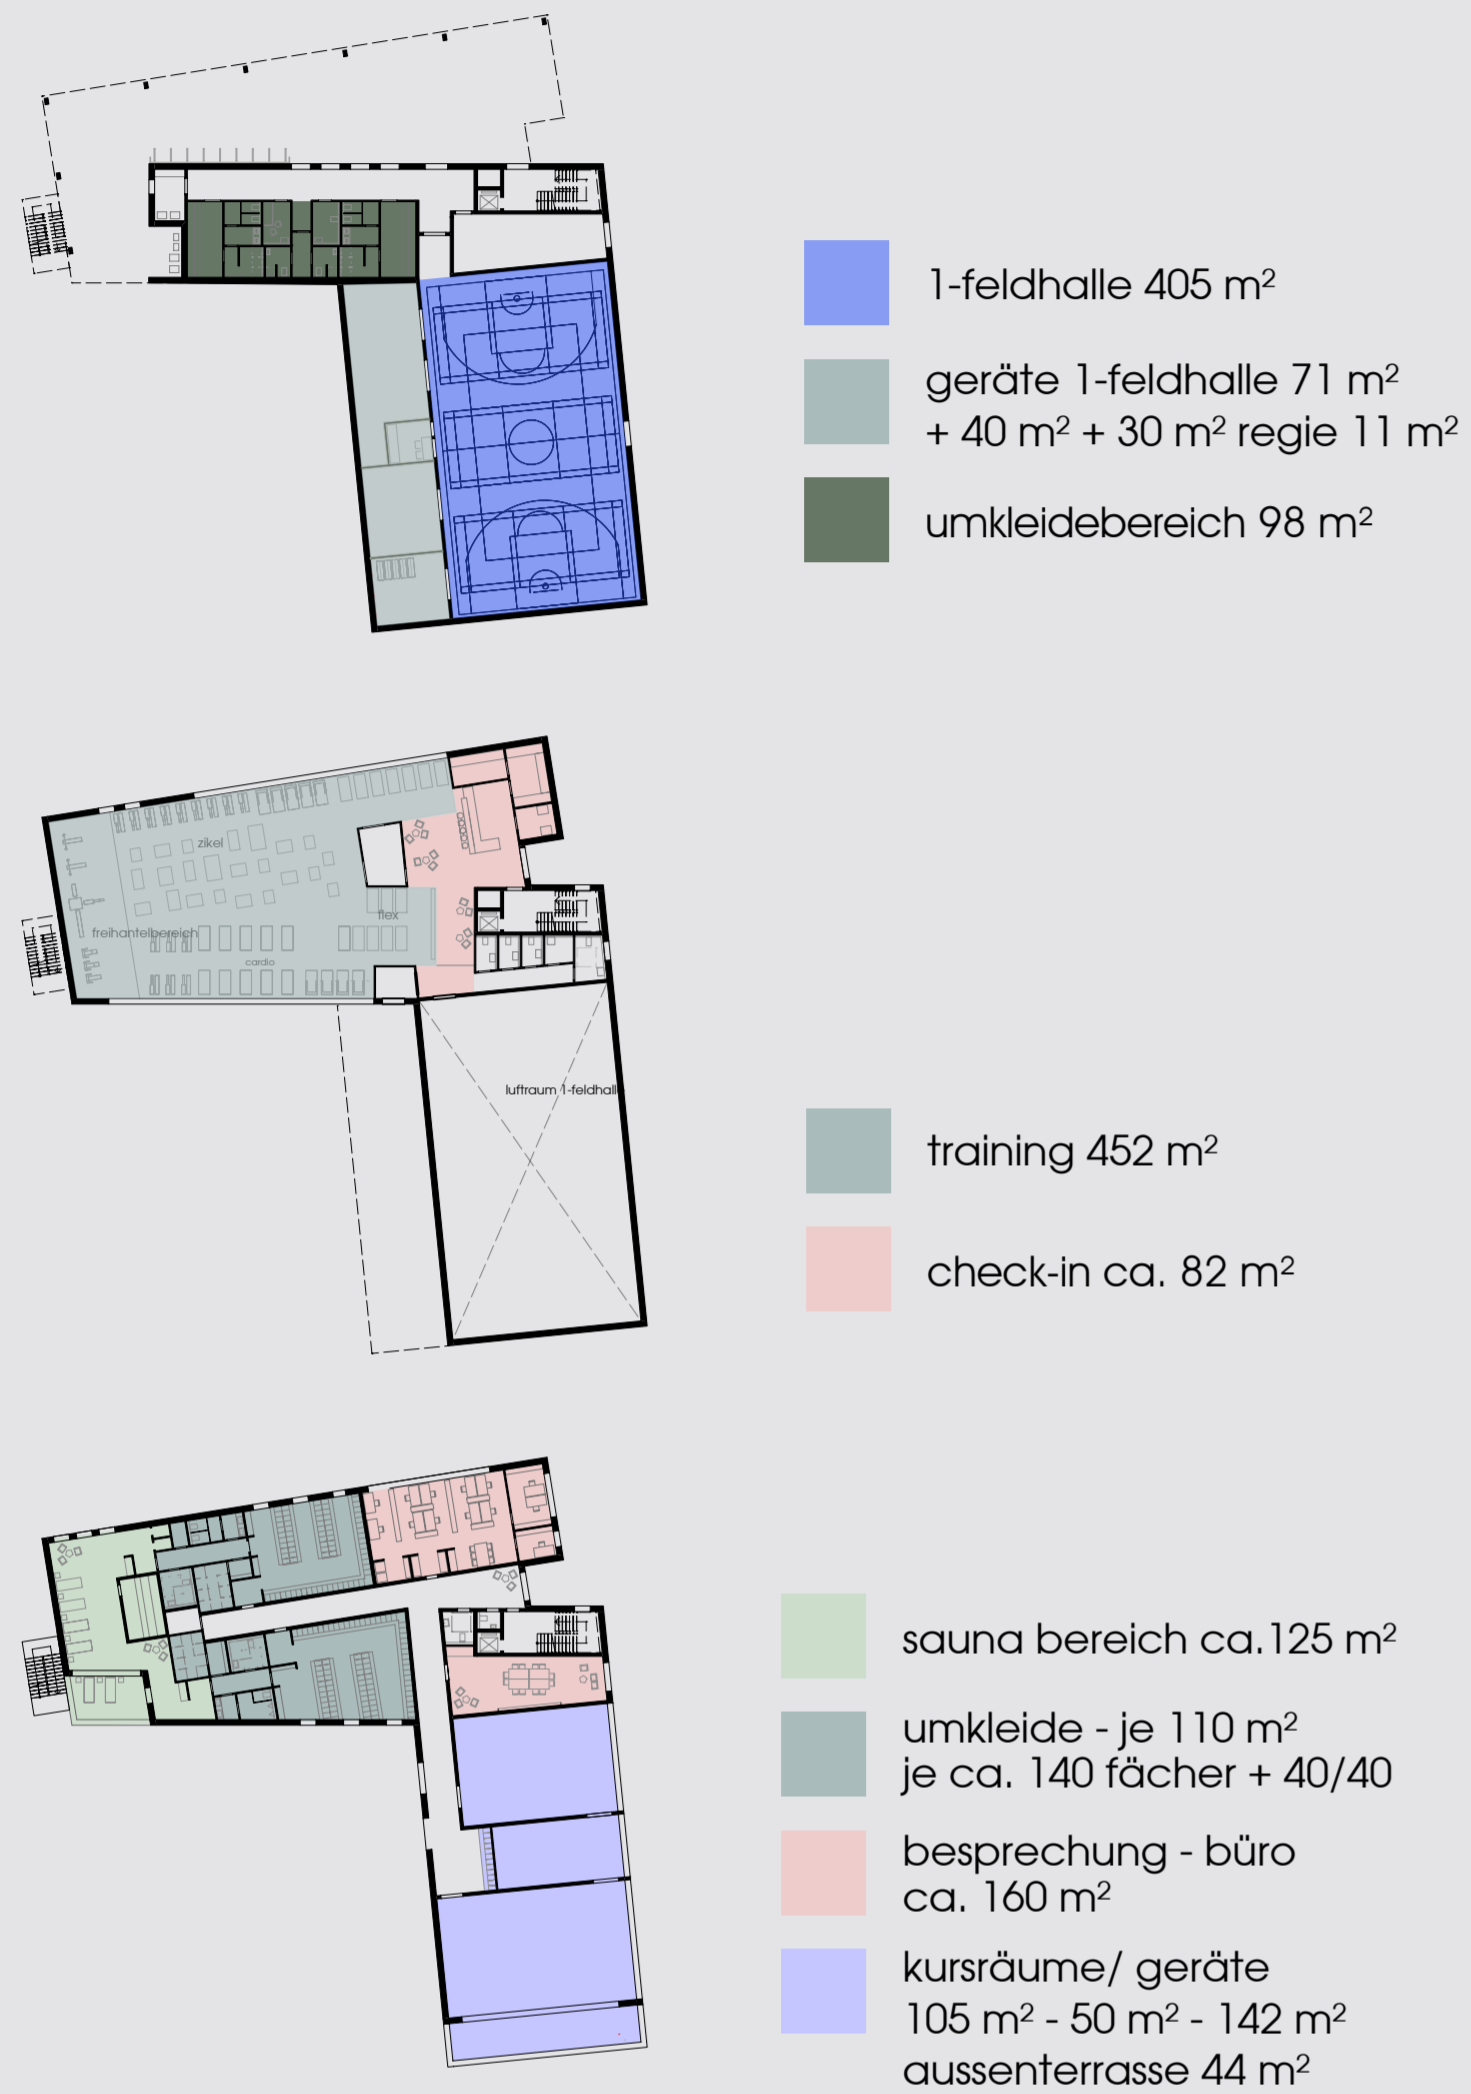 1-feldhalle 405 m²
geräte 1-feldhalle 71 m²
+ 40 m² + 30 m² regie 11 m²
umkleidebereich 98 m²
zikel
flex
freihantelbereich
cardio
luftraum 1-feldhalle
training 452 m²
check-in ca. 82 m²
sauna bereich ca.125 m²
umkleide - je 110 m²
je ca. 140 fächer + 40/40
besprechung - büro
ca. 160 m²
kursräume/ geräte
105 m² - 50 m² - 142 m²
aussenterrasse 44 m²